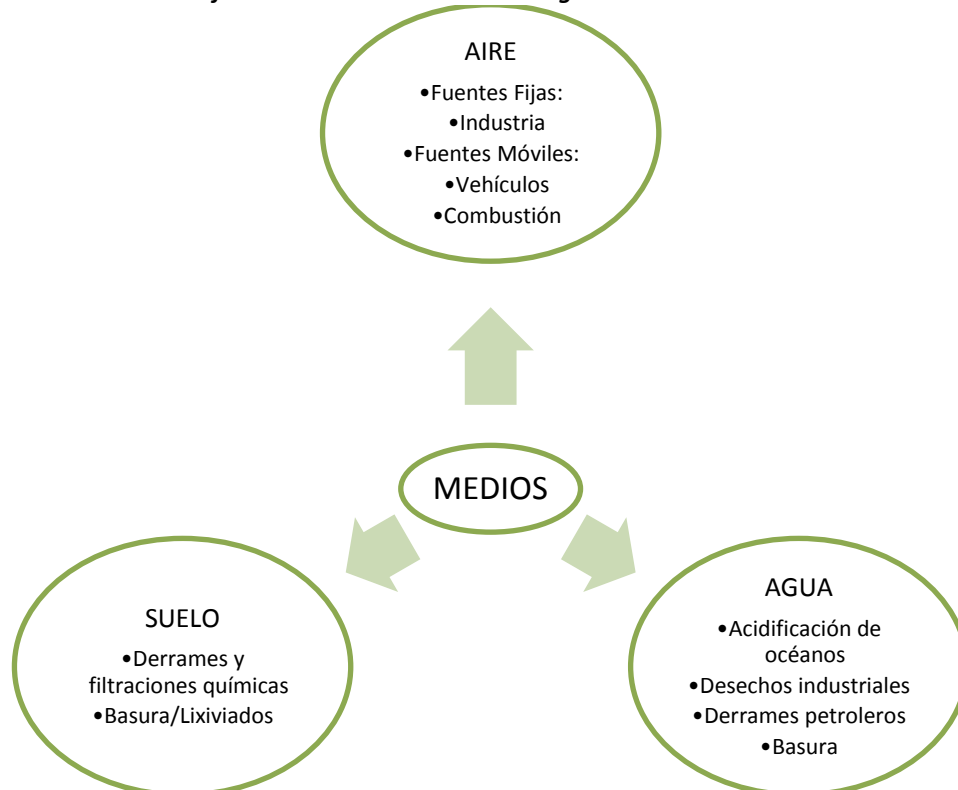 AIRE
•Fuentes Fijas:
•Industria
•Fuentes Móviles:
•Vehículos
•Combustión
MEDIOS
SUELO
•Derrames y
filtraciones químicas
•Basura/Lixiviados
AGUA
•Acidificación de
océanos
•Desechos industriales
•Derrames petroleros
•Basura